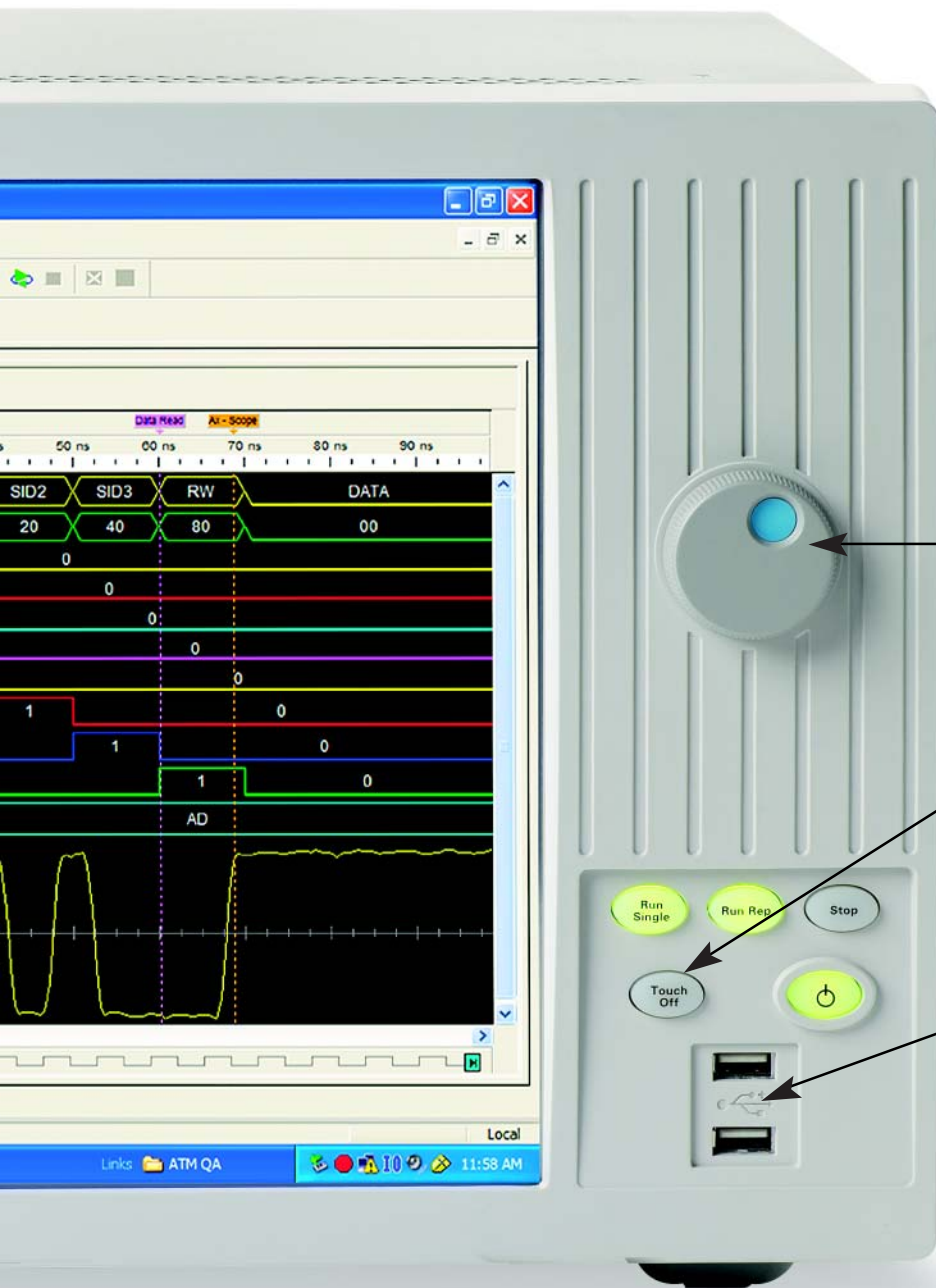 Data Read Ax - Scope
50 ns 60 ns 70 ns 80 ns 90 ns
SID2 SID3 RW DATA
20 40 80 00
0
0
0
0
0
1 0
1 0
1 0
AD
Run Single
Run Rep
Stop
Touch Off
Local
Links ATM QA 11:58 AM